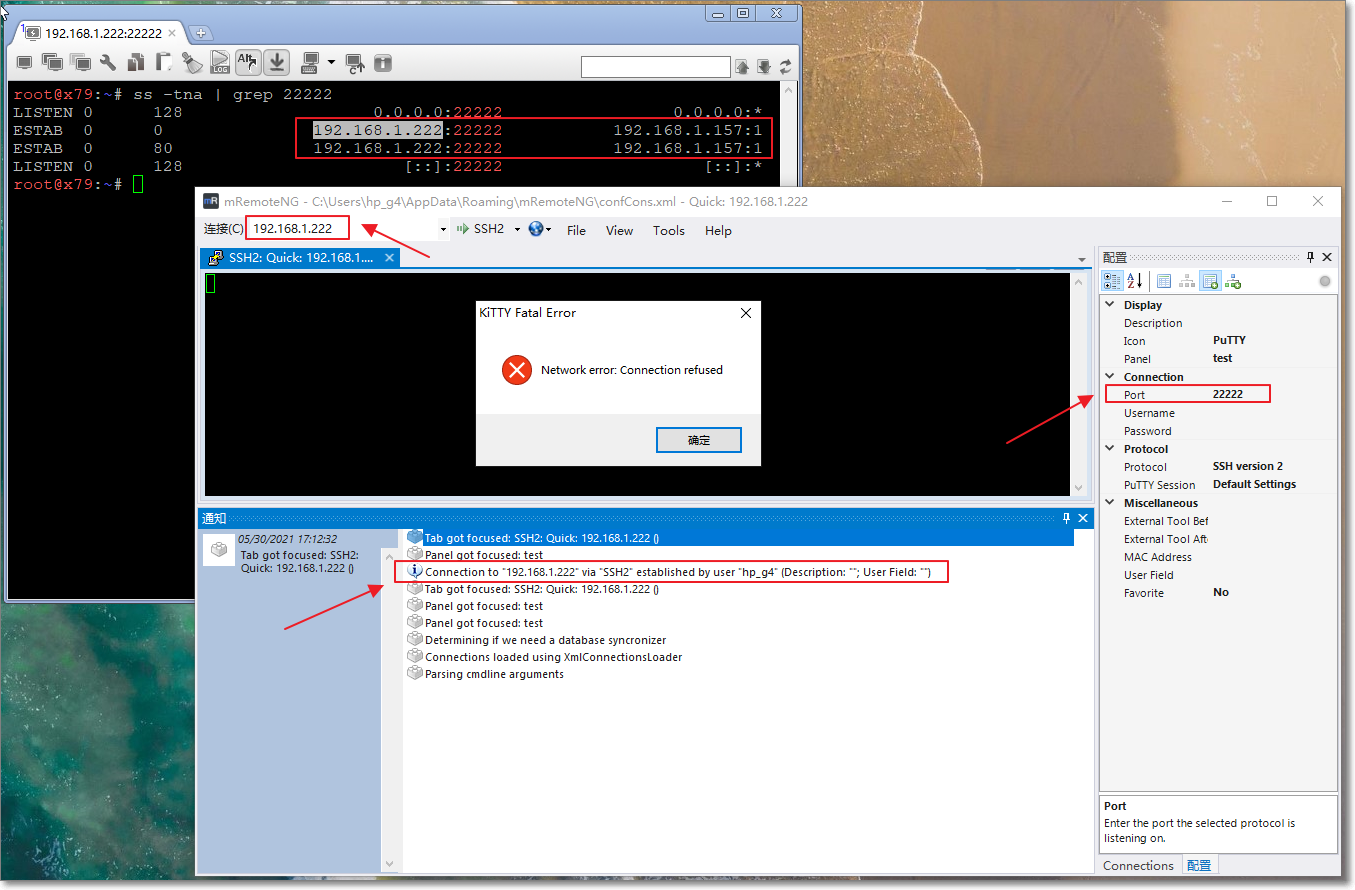 192.168.1.222:22222
root@x79:~# ss -tna | grep 22222
LISTEN 0 128 0.0.0.0:22222 0.0.0.0:*
ESTAB 0 0 192.168.1.222:22222 192.168.1.157:1
ESTAB 0 80 192.168.1.222:22222 192.168.1.157:1
LISTEN 0 128 [::]:22222 [::]:*
root@x79:~#
mRemoteNG - C:\Users\hp_g4\AppData\Roaming\mRemoteNG\confCons.xml - Quick: 192.168.1.222
连接(C) 192.168.1.222 SSH2 File View Tools Help
SSH2: Quick: 192.168.1....
KiTTY Fatal Error
Network error: Connection refused
确定
通知
05/30/2021 17:12:32
Tab got focused: SSH2:
Quick: 192.168.1.222 ()
Tab got focused: SSH2: Quick: 192.168.1.222 ()
Panel got focused: test
Connection to "192.168.1.222" via "SSH2" established by user "hp_g4" (Description: ""; User Field: "")
Tab got focused: SSH2: Quick: 192.168.1.222 ()
Panel got focused: test
Panel got focused: test
Determining if we need a database syncronizer
Connections loaded using XmlConnectionsLoader
Parsing cmdline arguments
配置
Display
Description
Icon PuTTY
Panel test
Connection
Port 22222
Username
Password
Protocol
Protocol SSH version 2
PuTTY Session Default Settings
Miscellaneous
External Tool Bef
External Tool Aft
MAC Address
User Field
Favorite No
Port
Enter the port the selected protocol is
listening on.
Connections 配置